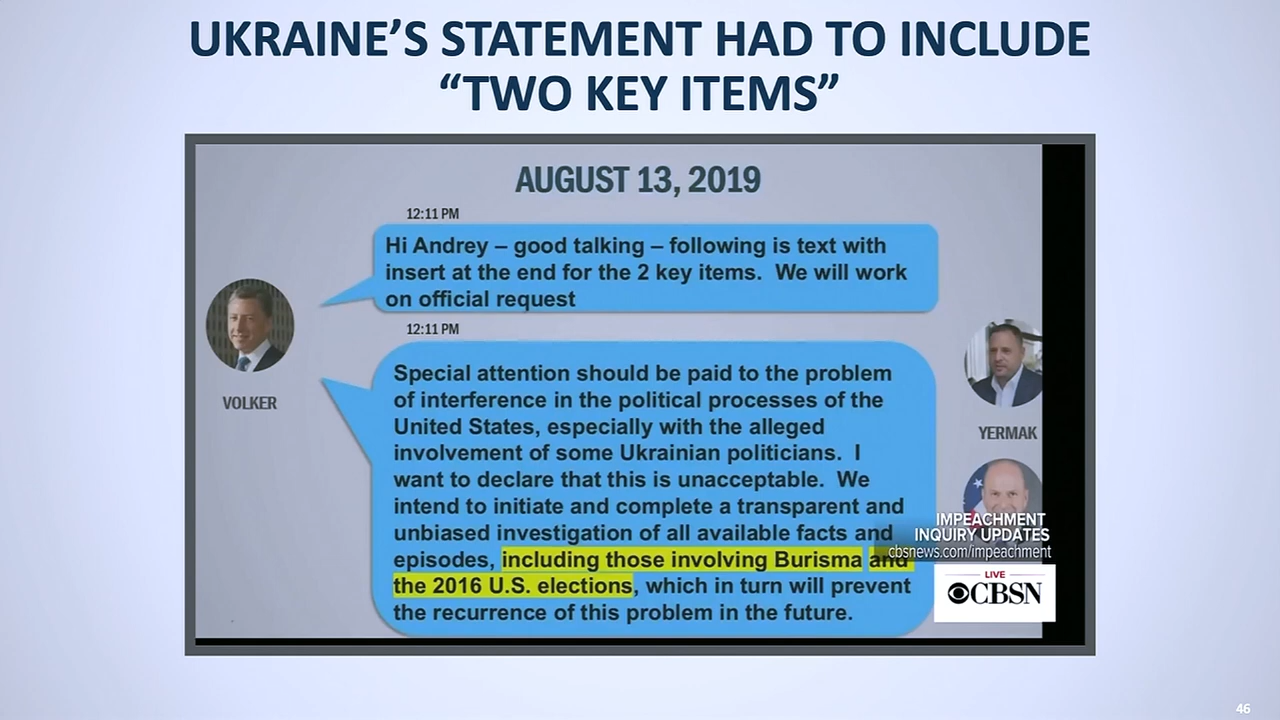 UKRAINE’S STATEMENT HAD TO INCLUDE
“TWO KEY ITEMS”
AUGUST 13, 2019
12:11 PM
Hi Andrey – good talking – following is text with
insert at the end for the 2 key items.  We will work
on official request
VOLKER
12:11 PM
Special attention should be paid to the problem
of interference in the political processes of the
United States, especially with the alleged
involvement of some Ukrainian politicians.  I
want to declare that this is unacceptable.  We
intend to initiate and complete a transparent and
unbiased investigation of all available facts and
episodes, including those involving Burisma and
the 2016 U.S. elections, which in turn will prevent
the recurrence of this problem in the future.
YERMAK
IMPEACHMENT
INQUIRY UPDATES
cbsnews.com/impeachment
LIVE
CBSN
46